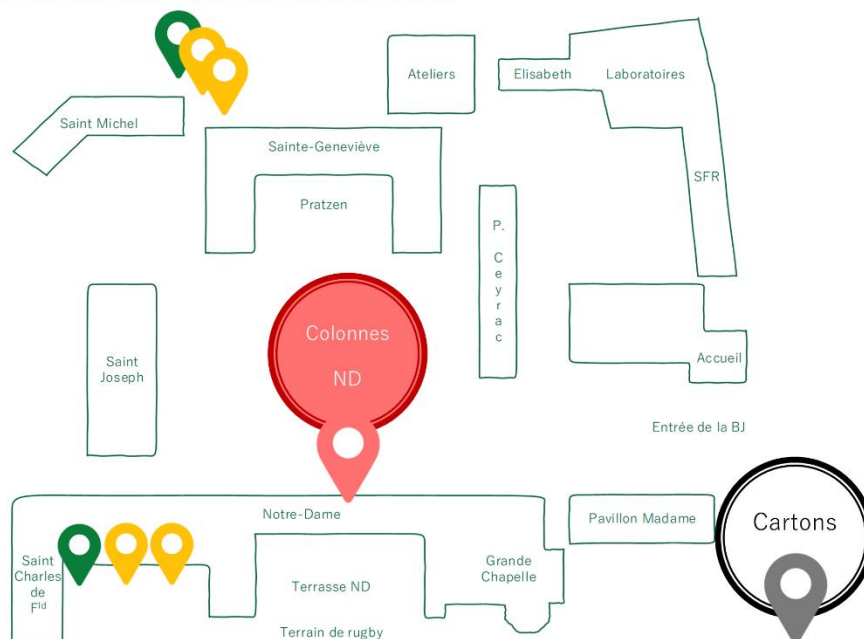 Ateliers
Elisabeth
Laboratoires
Saint Michel
Sainte-Geneviève
SFR
Pratzen
P.
C
e
y
r
a
c
Colonnes
ND
Saint
Joseph
Accueil
Entrée de la BJ
Notre-Dame
Pavillon Madame
Cartons
Saint
Charles
de
Fld
Grande
Chapelle
Terrasse ND
Terrain de rugby